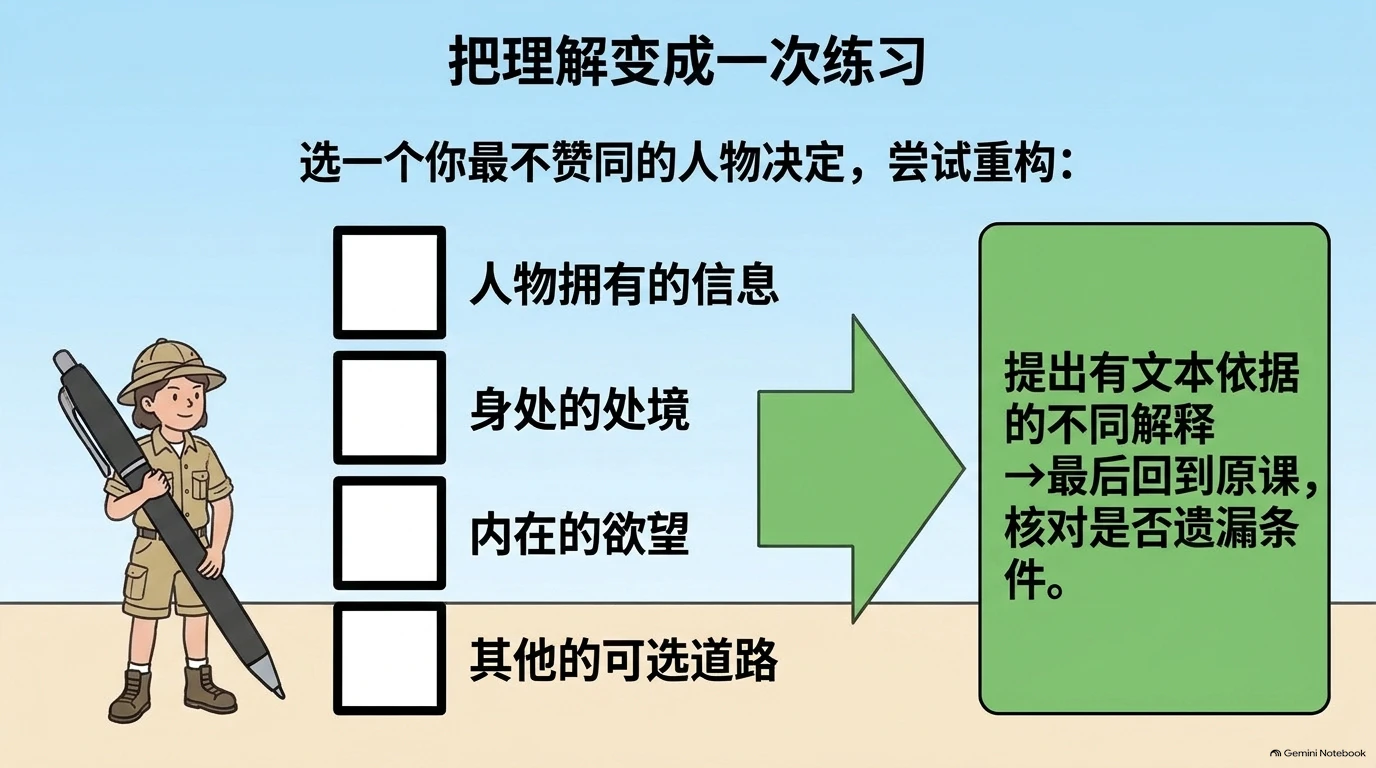 把理解变成一次练习
选一个你最不赞同的人物决定，尝试重构：
人物拥有的信息
身处的处境
内在的欲望
其他的可选道路
提出有文本依据
的不同解释
→最后回到原课，
核对是否遗漏条
件。
Gemini Notebook